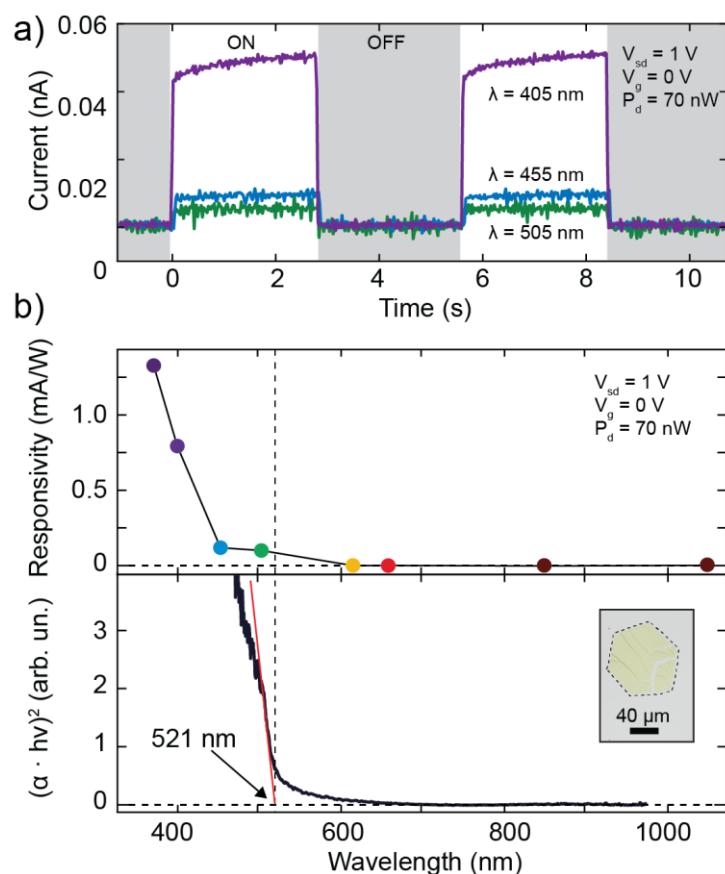 a)
0.06
0.04
0.02
0
Current (nA)
ON
OFF
V_sd = 1 V
V_g = 0 V
P_d = 70 nW
λ = 405 nm
λ = 455 nm
λ = 505 nm
0 2 4 6 8 10
Time (s)
b)
Responsivity (mA/W)
1.0
0.5
0
V_sd = 1 V
V_g = 0 V
P_d = 70 nW
(α · hν)² (arb. un.)
3
2
1
0
521 nm
40 µm
400 600 800 1000
Wavelength (nm)